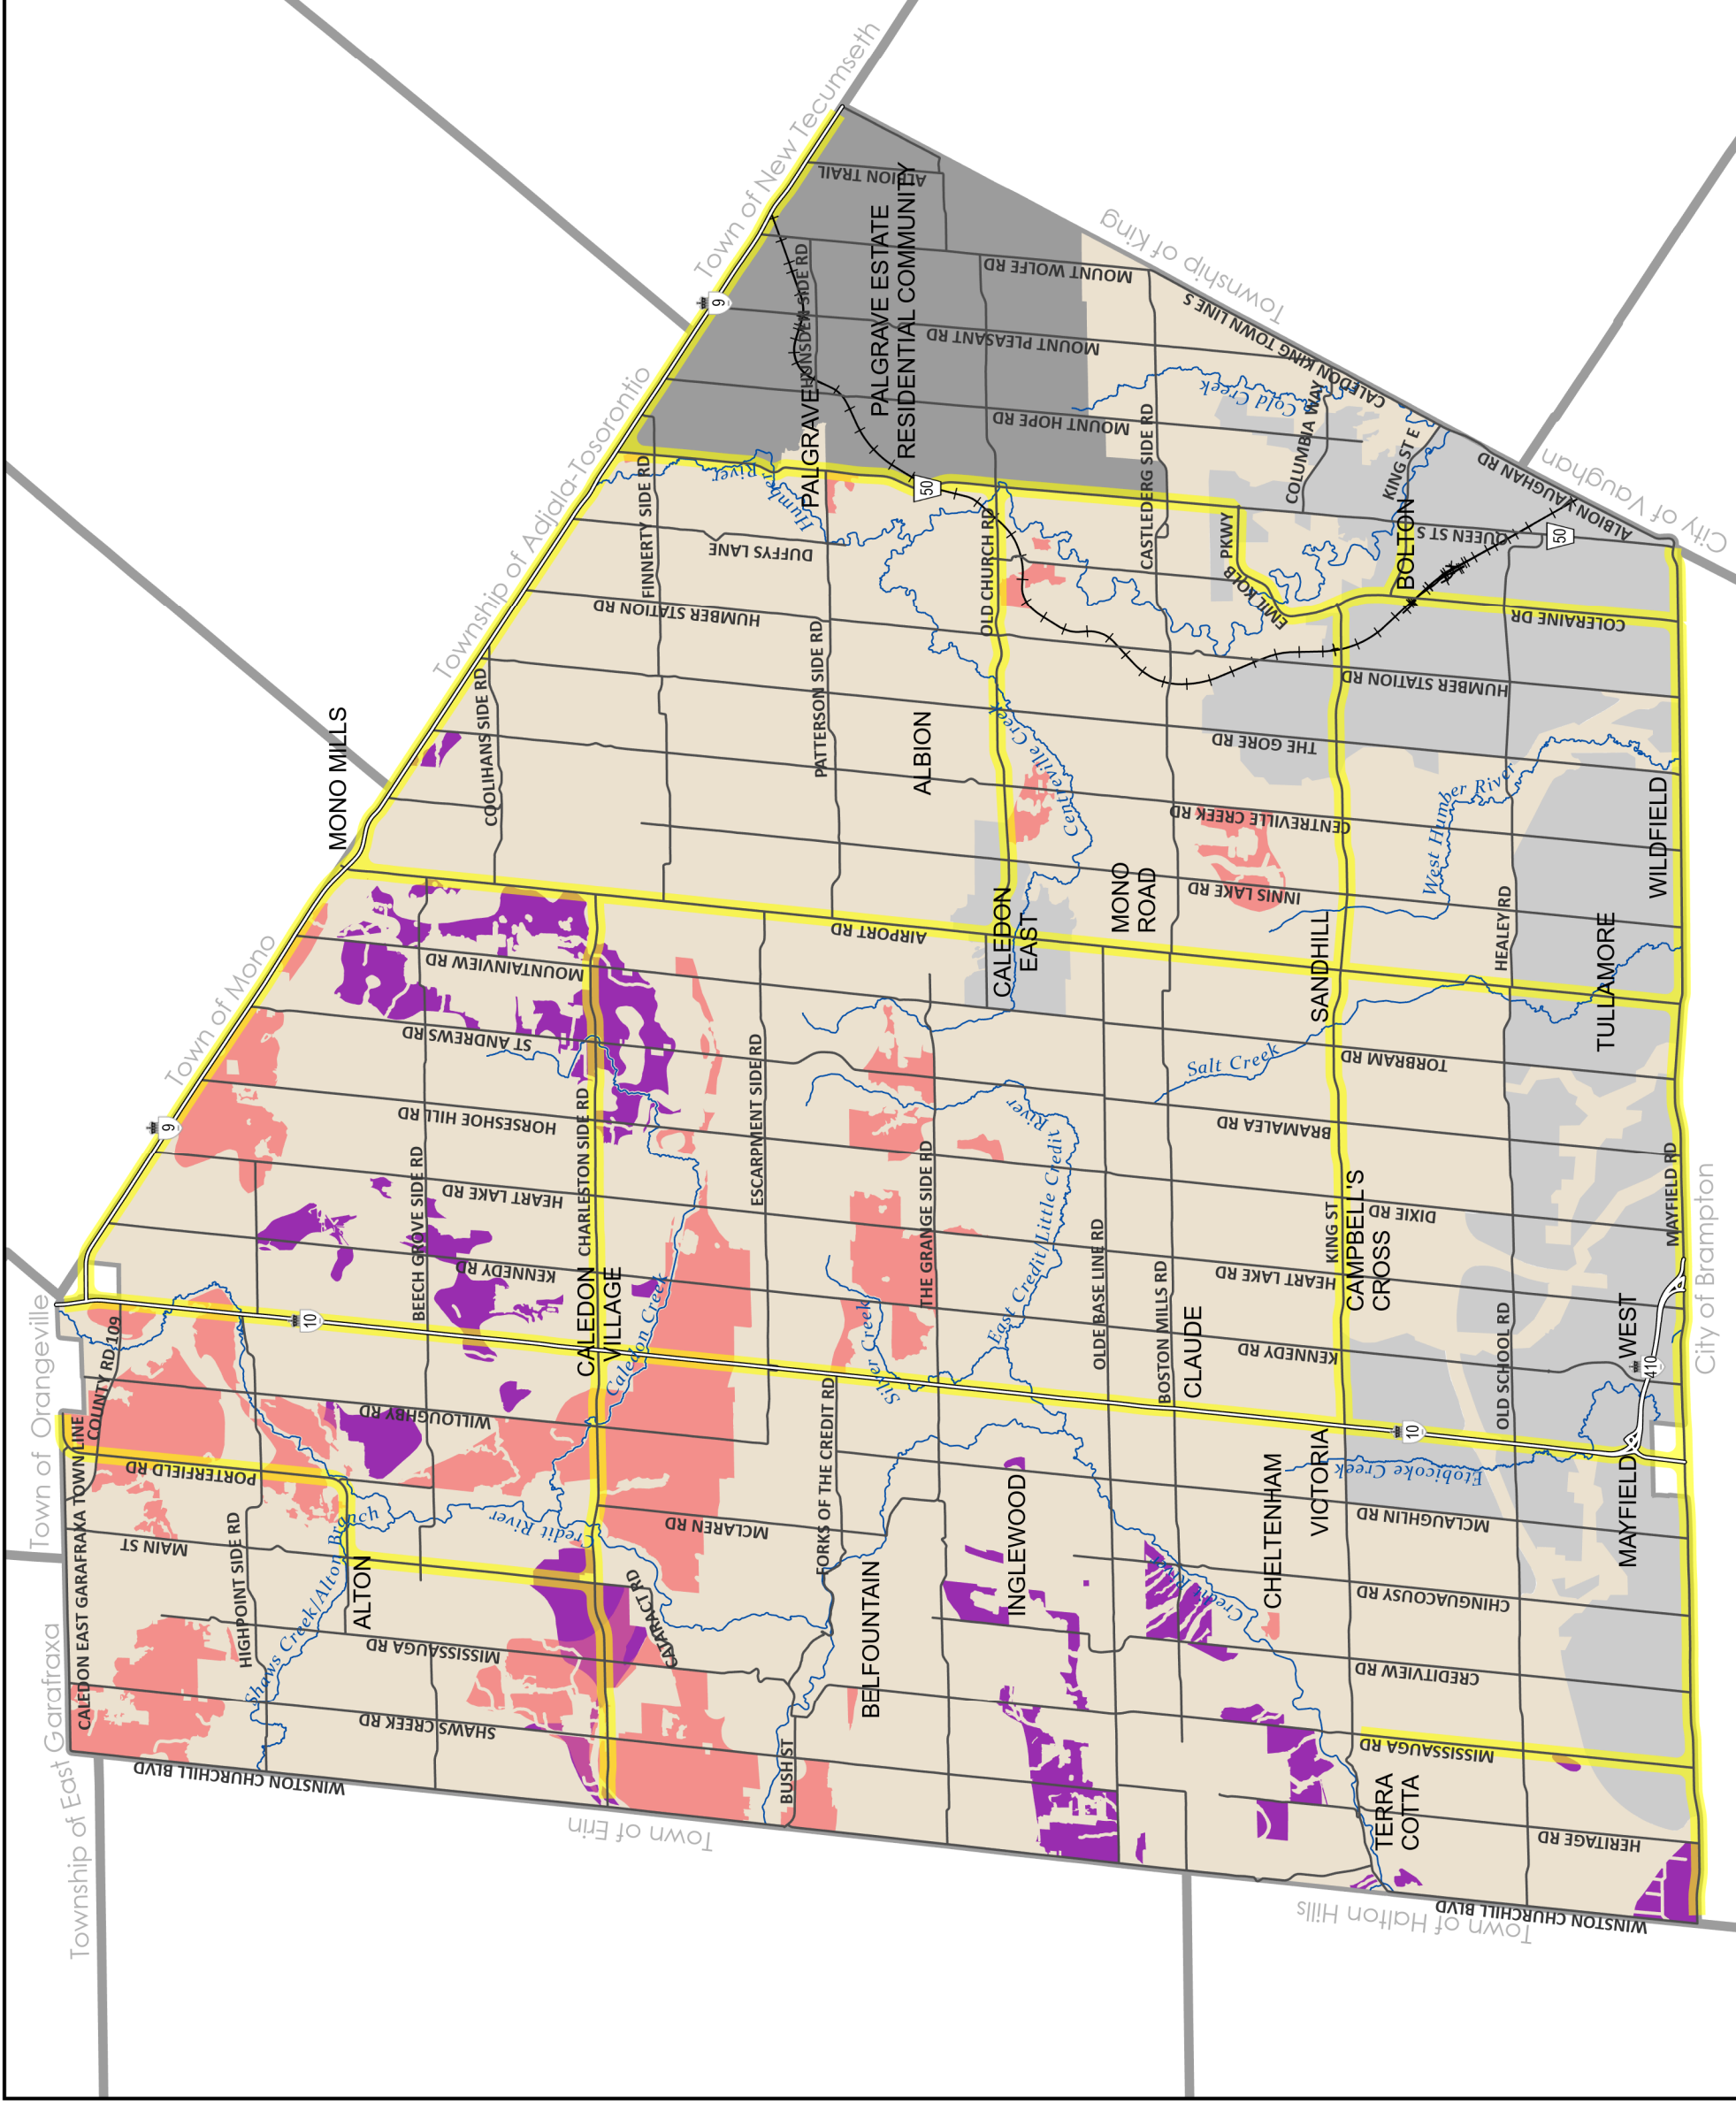 Town of New Tecumseth
ALBION TRAIL
HUNSDEN SIDE RD
PALGRAVE ESTATE
RESIDENTIAL COMMUNITY
MOUNT WOLFE RD
Township of King
9
MOUNT PLEASANT RD
CALEDON KING TOWN LINE S
Township of Adjala-Tosorontio
PALGRAVE
MOUNT HOPE RD
Cold Creek
COLUMBIA WAY
KING ST E
FINNERTY SIDE RD
Humber River
50
CASTLEDERG SIDE RD
ALBION VAUGHAN RD
City of Vaughan
DUFFYS LANE
OLD CHURCH RD
EMIL KOLB
PKWY
BOLTON
QUEEN ST S
50
HUMBER STATION RD
COLERAINE DR
MONO MILLS
COOLIHANS SIDE RD
PATTERSON SIDE RD
ALBION
Centreville Creek
THE GORE RD
HUMBER STATION RD
West Humber River
CENTREVILLE CREEK RD
INNIS LAKE RD
HEALEY RD
WILDFIELD
Town of Mono
MOUNTAINVIEW RD
AIRPORT RD
CALEDON
EAST
MONO
ROAD
SANDHILL
TULLAMORE
ST ANDREWS RD
ESCARPMENT SIDE RD
Salt Creek
TORBRAM RD
9
HORSESHOE HILL RD
CHARLESTON SIDE RD
BRAMALEA RD
BEECH GROVE SIDE RD
HEART LAKE RD
THE GRANGE SIDE RD
East Credit River/Little Credit River
KING ST
DIXIE RD
CAMPBELL'S
CROSS
MAYFIELD RD
City of Brampton
10
KENNEDY RD
CALEDON
VILLAGE
Caledon Creek
Silver Creek
OLDE BASE LINE RD
BOSTON MILLS RD
HEART LAKE RD
KENNEDY RD
CLAUDE
OLD SCHOOL RD
410
Town of Orangeville
COUNTY RD 109
WILLOUGHBY RD
FORKS OF THE CREDIT RD
10
MAYFIELD WEST
CALEDON EAST GARAFRAXA TOWN LINE
PORTERFIELD RD
HIGHPOINT SIDE RD
Shaws Creek/Alton Branch
ALTON
Credit River
MCLAREN RD
INGLEWOOD
CHELTENHAM
VICTORIA
Etobicoke Creek
MCLAUGHLIN RD
MAIN ST
CATARACT RD
BELFOUNTAIN
Credit River
CHINGUACOUSY RD
Township of East Garafraxa
MISSISSAUGA RD
SHAWS CREEK RD
CREDITVIEW RD
MISSISSAUGA RD
WINSTON CHURCHILL BLVD
BUSH ST
Town of Erin
TERRA
COTTA
HERITAGE RD
Town of Halton Hills
WINSTON CHURCHILL BLVD